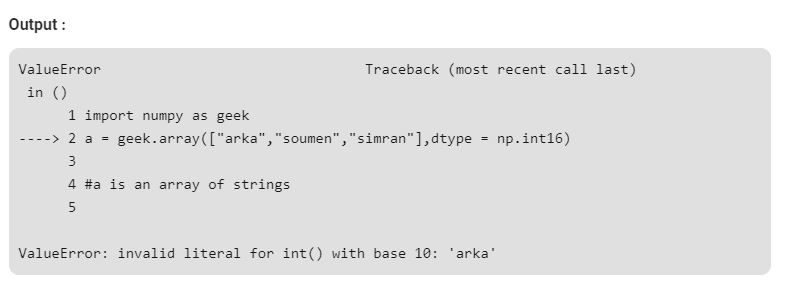 Output :
ValueError                                Traceback (most recent call last)
 in ()
      1 import numpy as geek
----> 2 a = geek.array(["arka","soumen","simran"],dtype = np.int16)
      3
      4 #a is an array of strings
      5
ValueError: invalid literal for int() with base 10: 'arka'